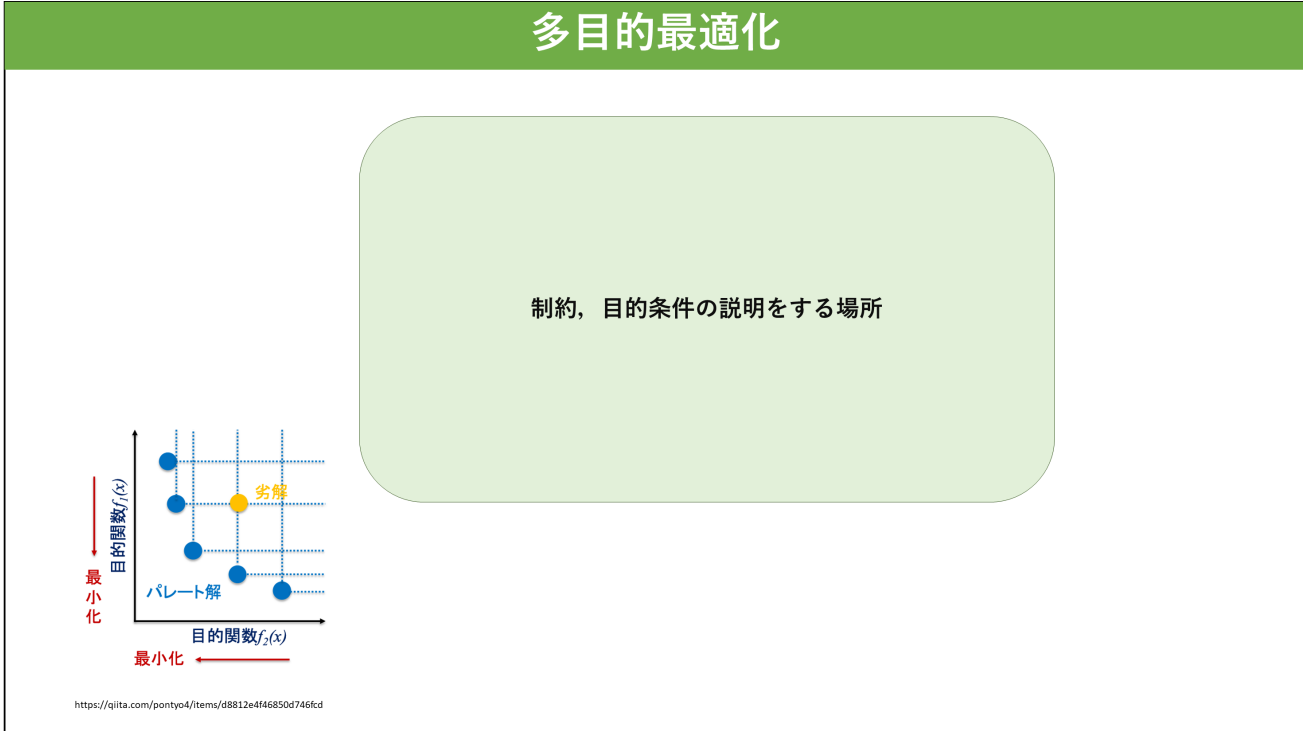 多目的最適化
制約，目的条件の説明をする場所
目的関数f1(x)
最小化
劣解
パレート解
目的関数f2(x)
最小化
https://qiita.com/pontyo4/items/d8812e4f46850d746fcd